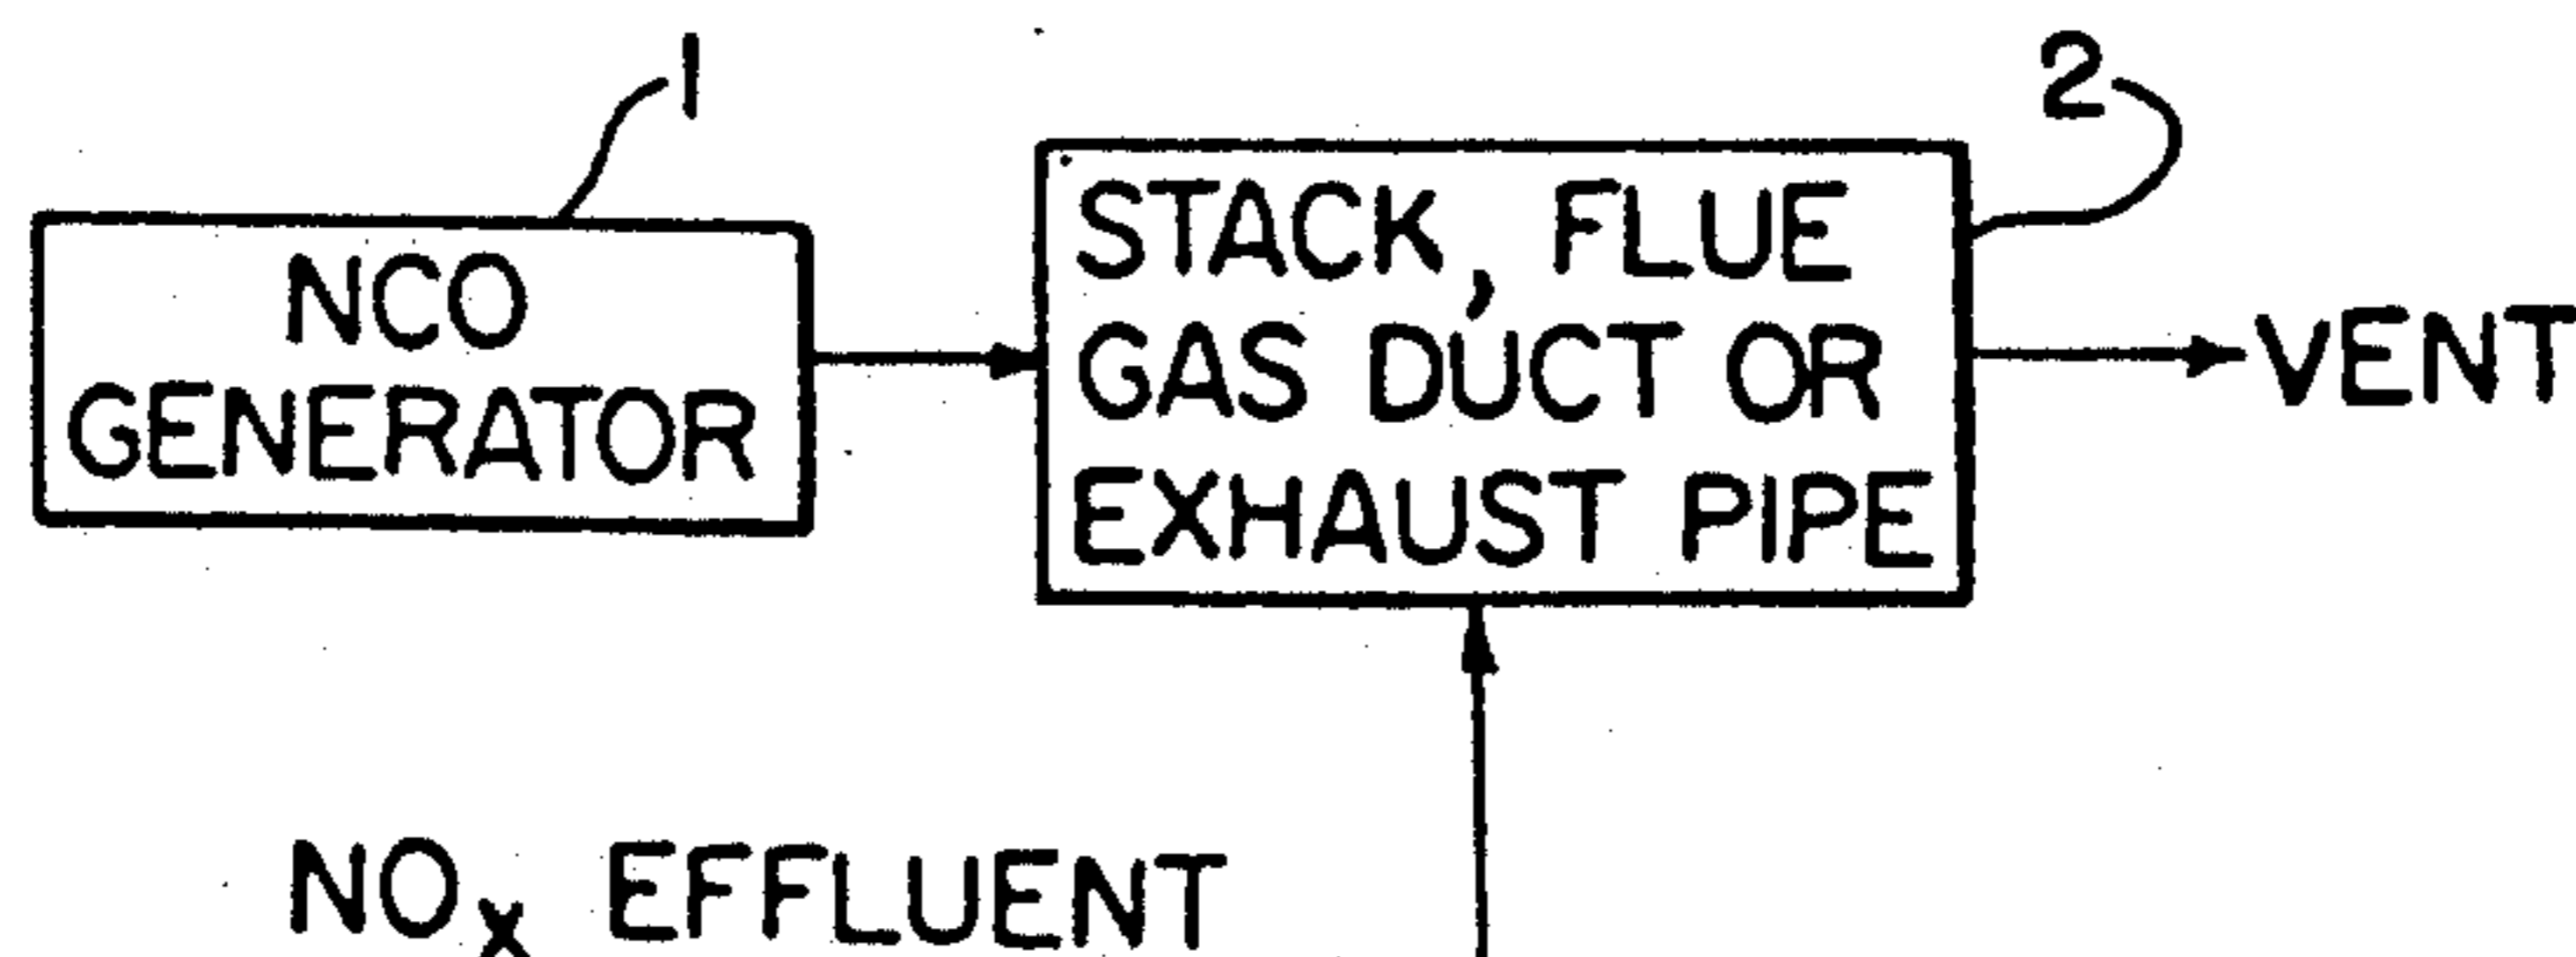 1
2
NCO
GENERATOR
STACK, FLUE
GAS DUCT OR
EXHAUST PIPE
VENT
NOx EFFLUENT